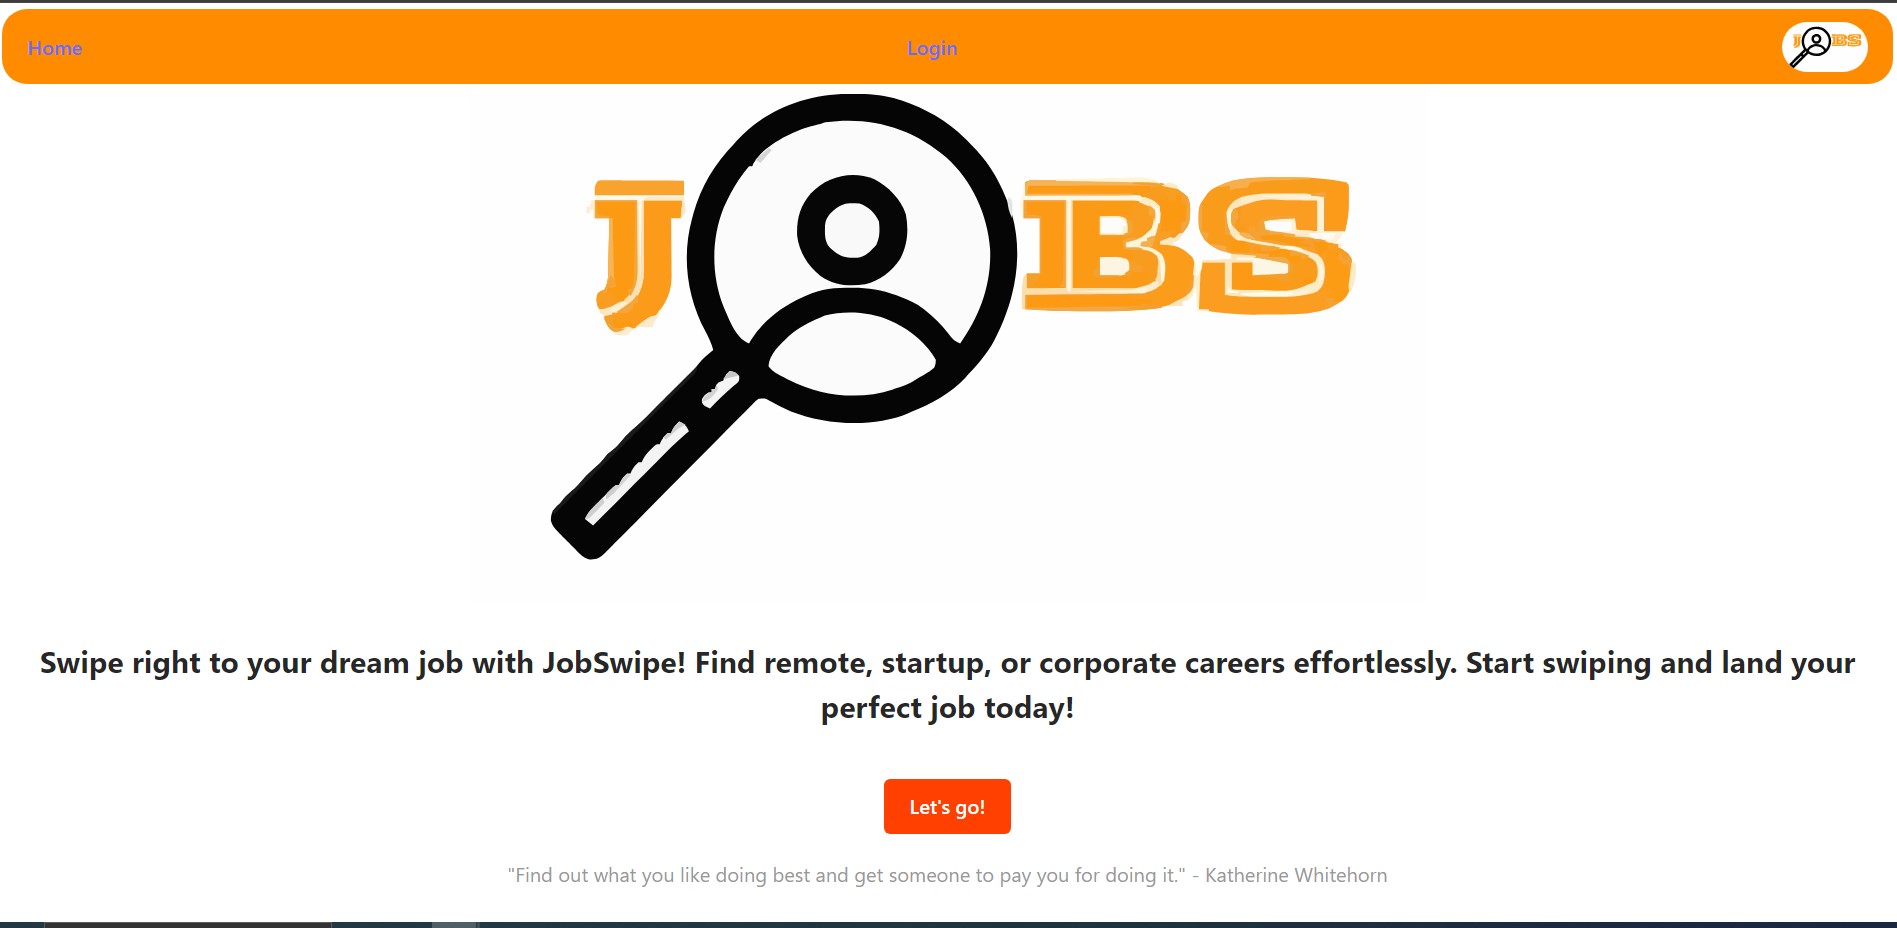 Home
Login
J BS
J BS
Swipe right to your dream job with JobSwipe! Find remote, startup, or corporate careers effortlessly. Start swiping and land your
perfect job today!
Let's go!
"Find out what you like doing best and get someone to pay you for doing it." - Katherine Whitehorn